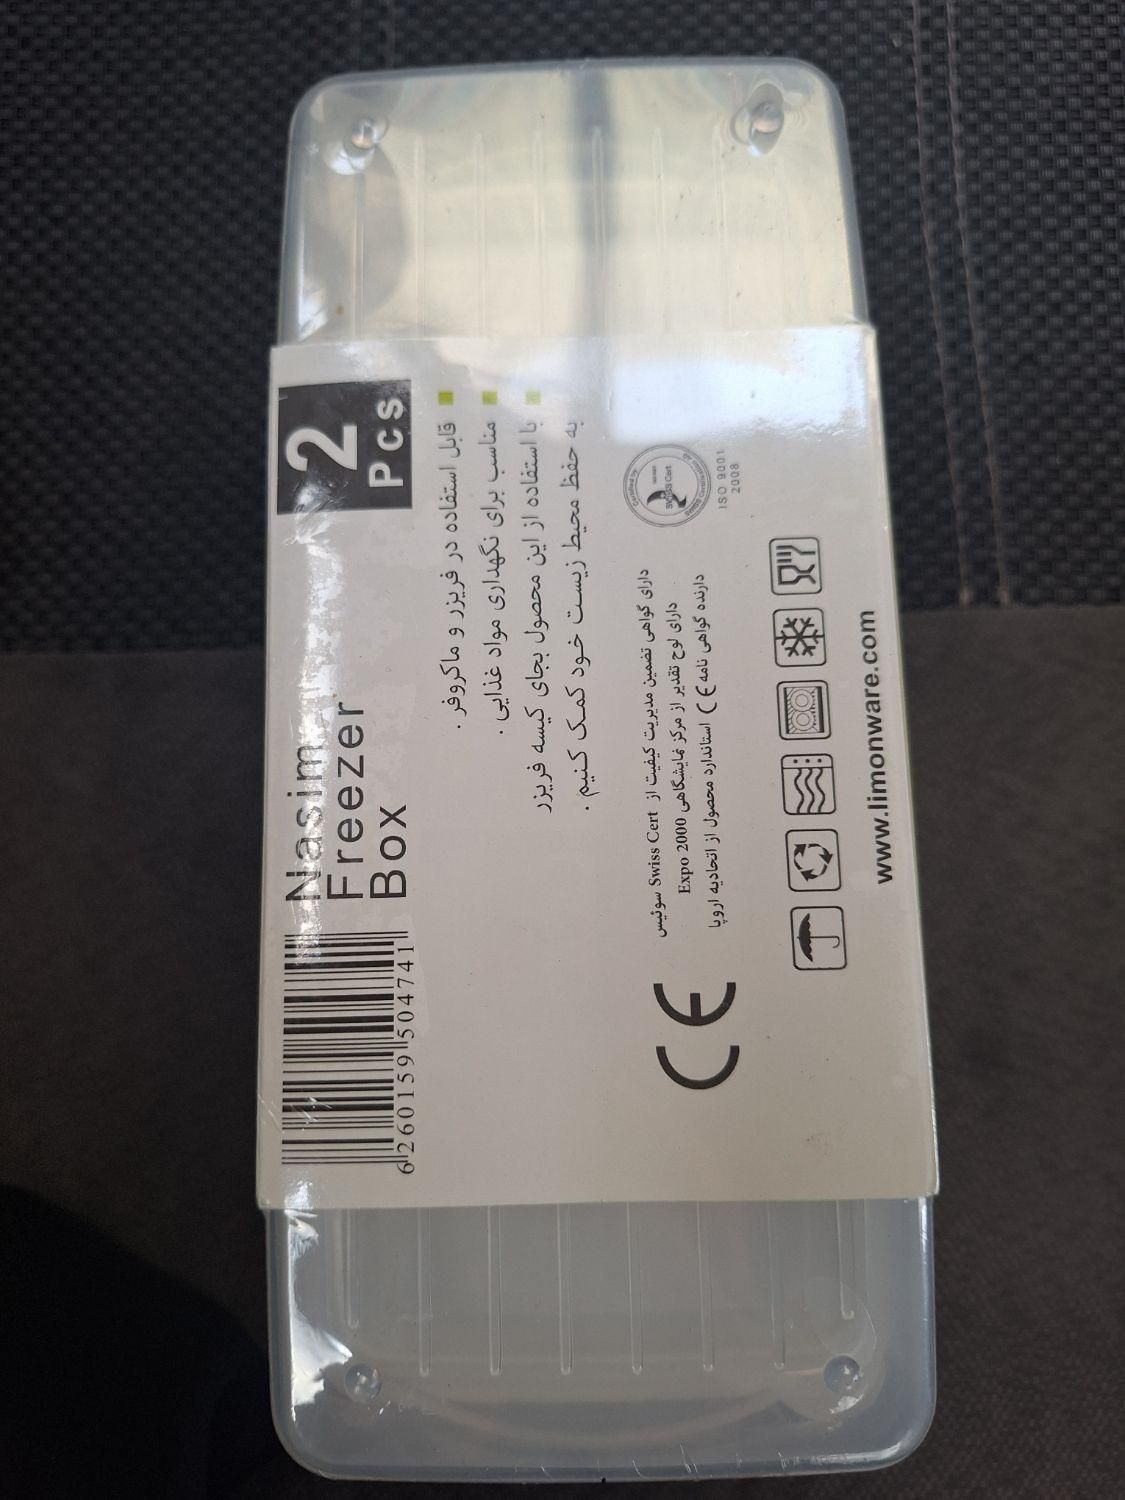 2
Pcs
Nasim
Freezer
Box
6260159504741
قابل استفاده در فریزر و ماکروفر .
مناسب برای نگهداری مواد غذایی .
با استفاده از این محصول بجای کیسه فریزر
به حفظ محیط زیست خود کمک کنیم .
SWISS Cert
ISO 9001
2008
دارای گواهی تضمین مدیریت کیفیت از Swiss Cert سوئیس
دارای لوح تقدیر از مرکز نمایشگاهی Expo 2000
دارنده گواهی نامه CE استاندارد محصول از اتحادیه اروپا
CE
www.limonware.com